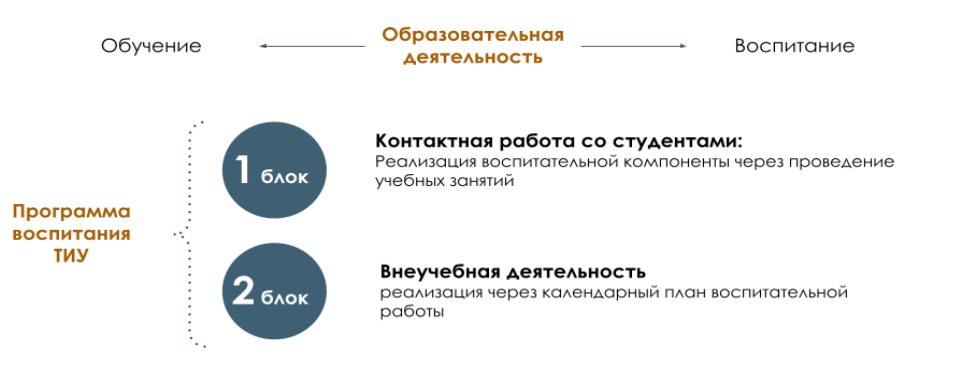 Обучение
Образовательная
деятельность
Воспитание
Программа
воспитания
ТИУ
1 блок
Контактная работа со студентами:
Реализация воспитательной компоненты через проведение
учебных занятий
2 блок
Внеучебная деятельность
реализация через календарный план воспитательной
работы